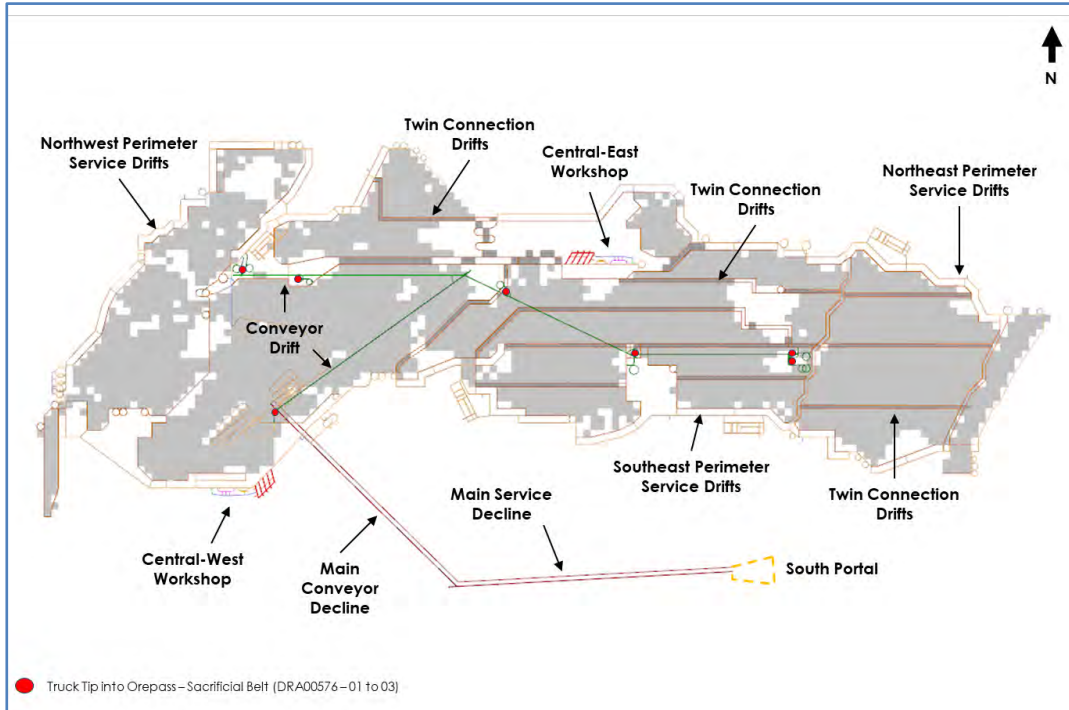 N
Twin Connection
Drifts
Northwest Perimeter
Service Drifts
Central-East
Workshop
Twin Connection
Drifts
Northeast Perimeter
Service Drifts
Conveyor
Drift
Southeast Perimeter
Service Drifts
Twin Connection
Drifts
Main Service
Decline
Central-West
Workshop
Main
Conveyor
Decline
South Portal
Truck Tip into Orepass – Sacrificial Belt (DRA00576 – 01 to 03)